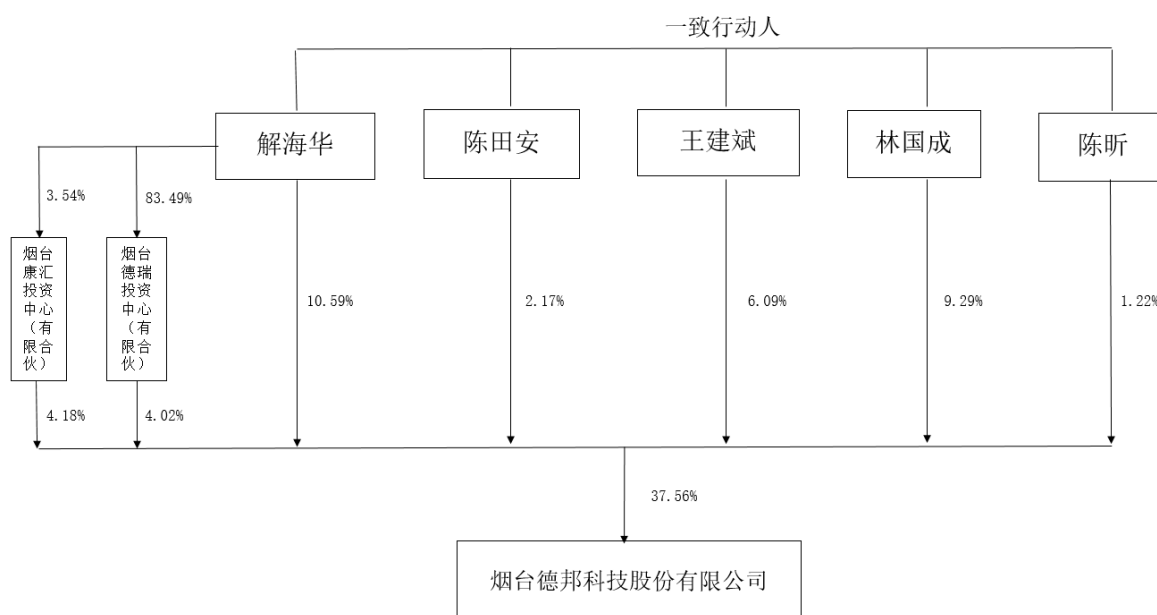 一致行动人
解海华
陈田安
王建斌
林国成
陈昕
3.54%
83.49%
烟台
康汇
投资
中心
（有
限合
伙）
烟台
德瑞
投资
中心
（有
限合
伙）
10.59%
2.17%
6.09%
9.29%
1.22%
4.18%
4.02%
37.56%
烟台德邦科技股份有限公司